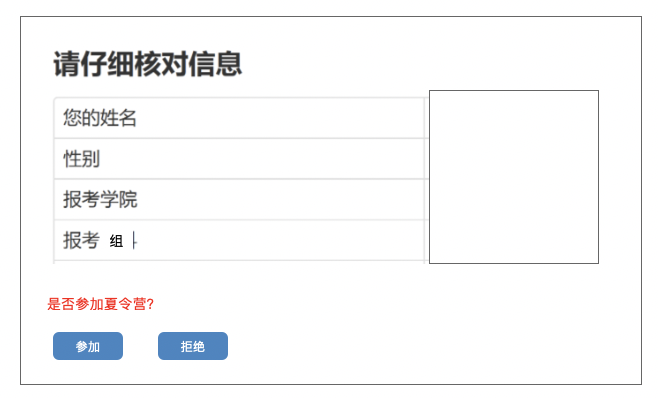 请仔细核对信息
您的姓名
性别
报考学院
报考 组
是否参加夏令营?
参加 拒绝